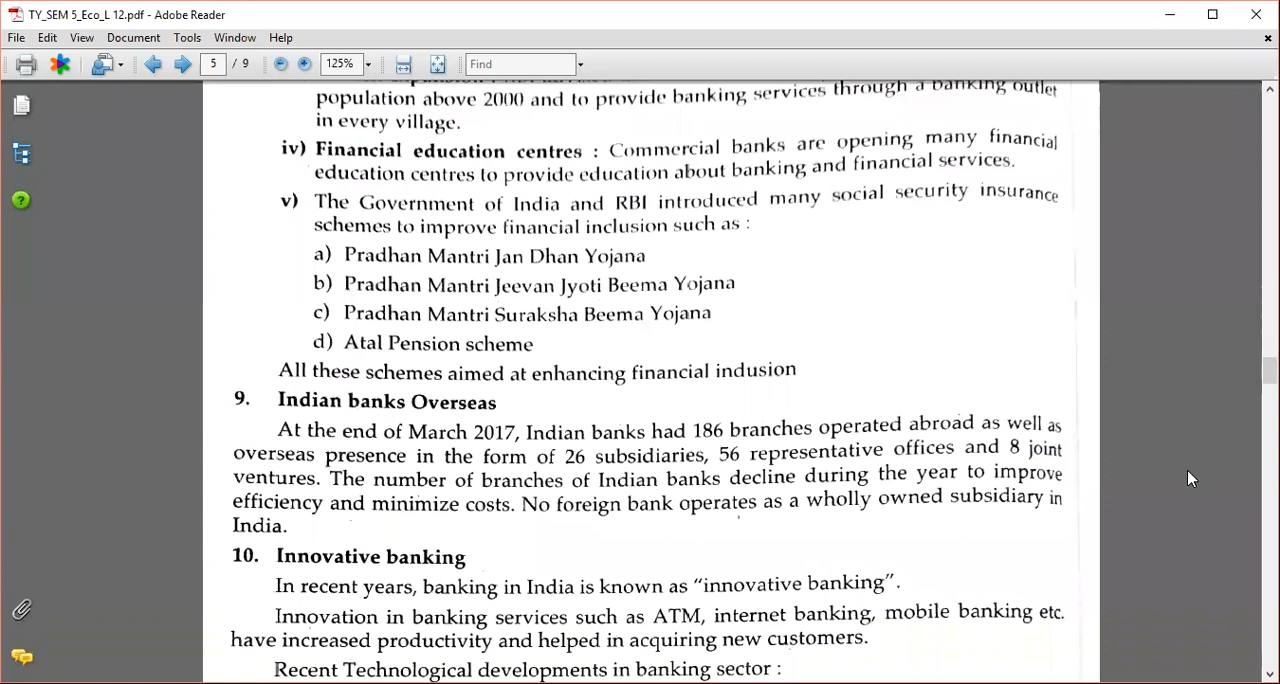 TY_SEM 5_Eco_L 12.pdf - Adobe Reader
File Edit View Document Tools Window Help
5 / 9 125% Find
population above 2000 and to provide banking services through a banking outlet
in every village.
iv) Financial education centres : Commercial banks are opening many financial
education centres to provide education about banking and financial services.
v) The Government of India and RBI introduced many social security insurance
schemes to improve financial inclusion such as :
a) Pradhan Mantri Jan Dhan Yojana
b) Pradhan Mantri Jeevan Jyoti Beema Yojana
c) Pradhan Mantri Suraksha Beema Yojana
d) Atal Pension scheme
All these schemes aimed at enhancing financial indusion
9. Indian banks Overseas
At the end of March 2017, Indian banks had 186 branches operated abroad as well as
overseas presence in the form of 26 subsidiaries, 56 representative offices and 8 joint
ventures. The number of branches of Indian banks decline during the year to improve
efficiency and minimize costs. No foreign bank operates as a wholly owned subsidiary in
India.
10. Innovative banking
In recent years, banking in India is known as “innovative banking”.
Innovation in banking services such as ATM, internet banking, mobile banking etc.
have increased productivity and helped in acquiring new customers.
Recent Technological developments in banking sector :